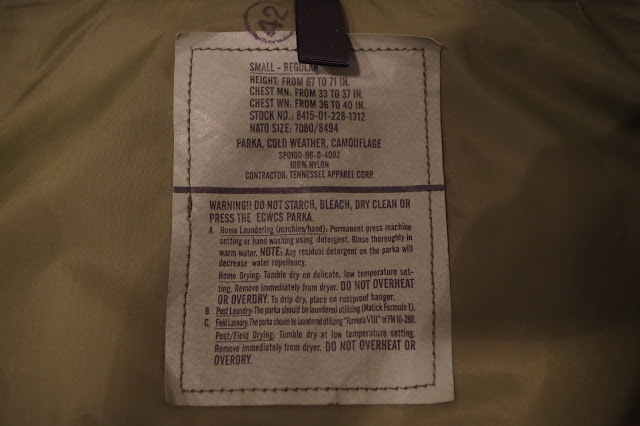 42
SMALL - REGULAR
HEIGHT: FROM 67 TO 71 IN.
CHEST MN: FROM 33 TO 37 IN.
CHEST WN: FROM 36 TO 40 IN.
STOCK NO.: 8415-01-228-1312
NATO SIZE: 7080/8494
PARKA, COLD WEATHER, CAMOUFLAGE
SPO100-96-D-4002
100% NYLON
CONTRACTOR: TENNESSEE APPAREL CORP.
WARNING!! DO NOT STARCH, BLEACH, DRY CLEAN OR
PRESS THE ECWCS PARKA.
A. Home Laundering (machine/hand): Permanent press machine
setting or hand washing using detergent. Rinse thoroughly in
warm water. NOTE: Any residual detergent on the parka will
decrease water repellency.
Home Drying: Tumble dry on delicate, low temperature set-
ting. Remove immediately from dryer. DO NOT OVERHEAT
OR OVERDRY. To drip dry, place on rustproof hanger.
B. Post Laundry: The parka should be laundered utilizing (Natick Formula 1).
C. Field Laundry: The parka should be laundered utilizing "Formula VIII" of FM 10-280.
Post/Field Drying: Tumble dry at low temperature setting.
Remove immediately from dryer. DO NOT OVERHEAT OR
OVERDRY.